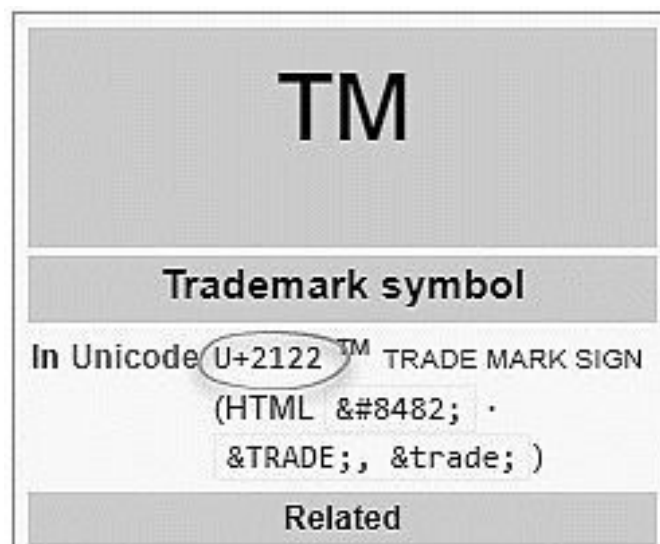 TM
Trademark symbol
In Unicode U+2122 ™ TRADE MARK SIGN
(HTML &#8482; ·
&TRADE;, &trade; )
Related